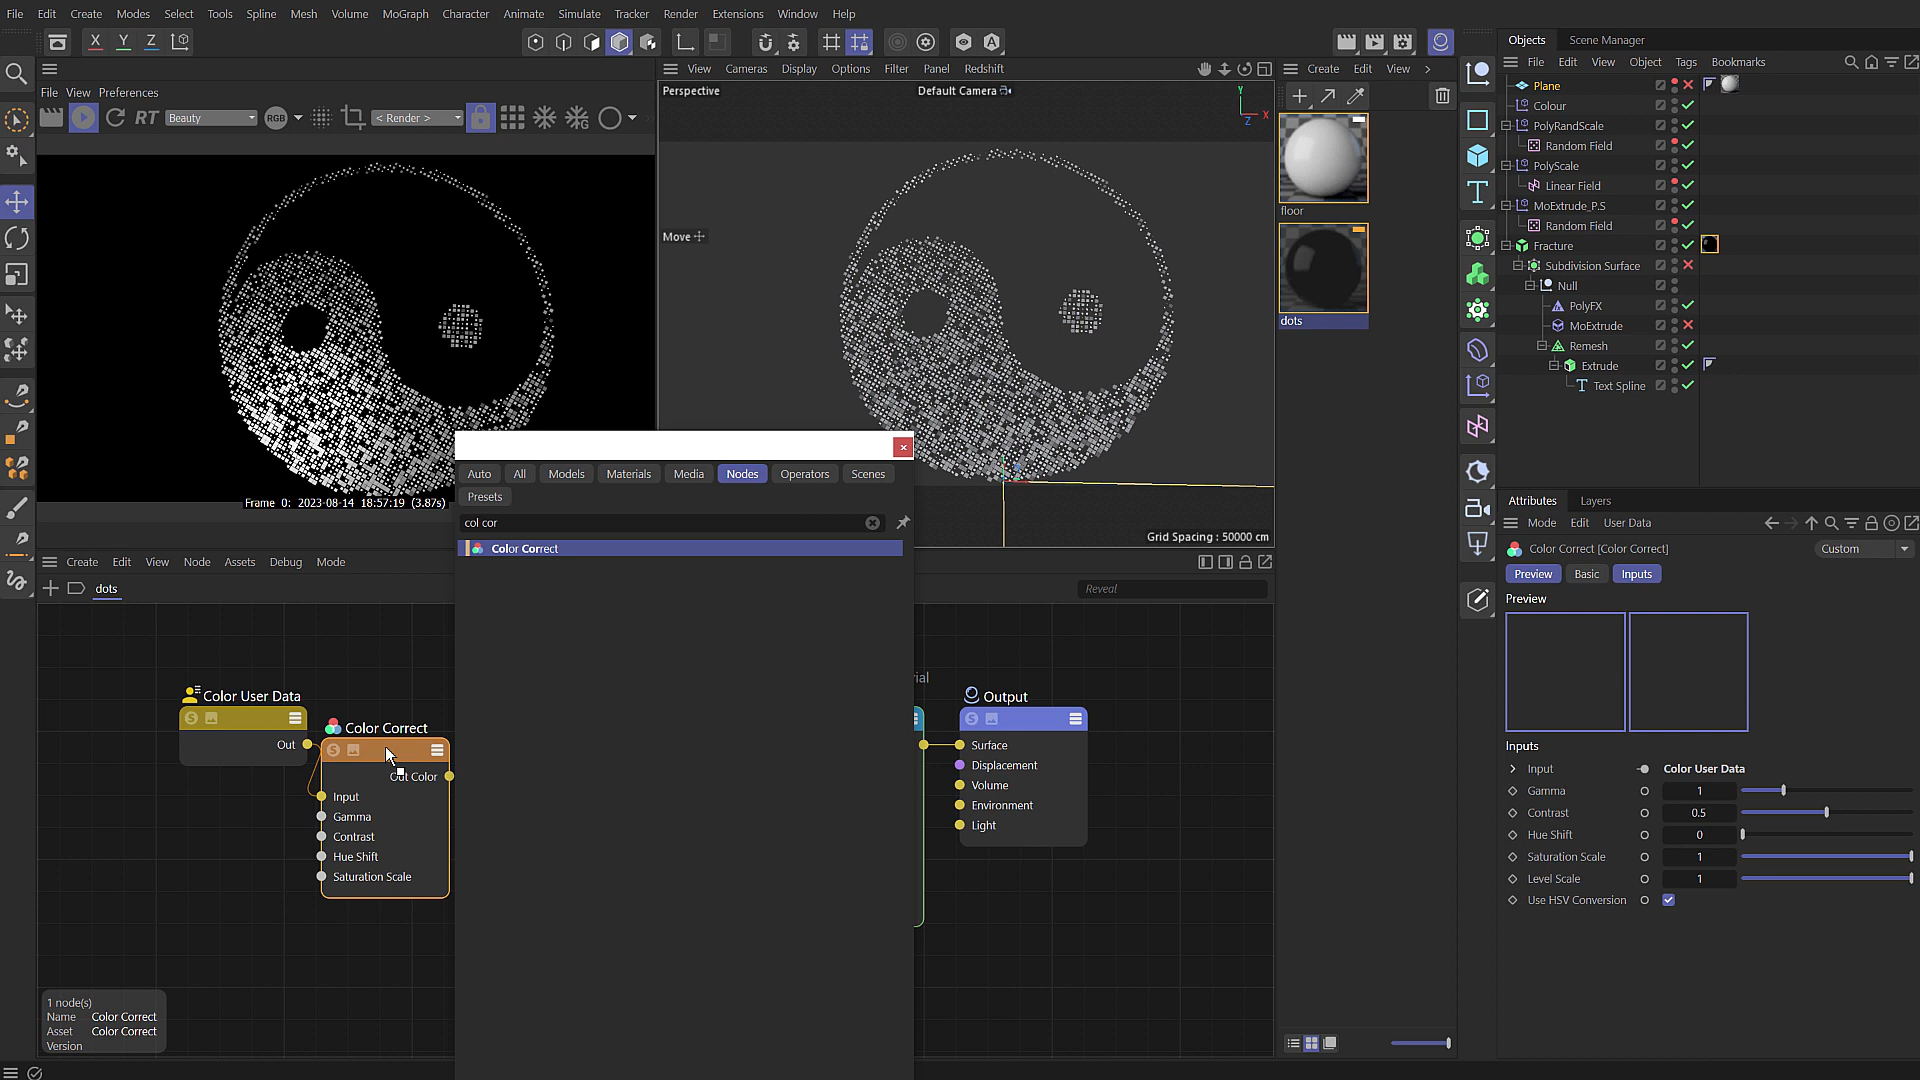 File Edit Create Modes Select Tools Spline Mesh Volume MoGraph Character Animate Simulate Tracker Render Extensions Window Help
X Y Z
File View Preferences
RT Beauty RGB < Render >
Frame 0: 2023-08-14 18:57:19 (3.87s)
View Cameras Display Options Filter Panel Redshift
Perspective
Default Camera
Y
X
Z
Move
Grid Spacing : 50000 cm
Create Edit View
floor
dots
Auto All Models Materials Media Nodes Operators Scenes
Presets
col cor
Color Correct
Create Edit View Node Assets Debug Mode
dots
Reveal
Color User Data
Out
Color Correct
Out Color
Input
Gamma
Contrast
Hue Shift
Saturation Scale
ial
Output
Surface
Displacement
Volume
Environment
Light
1 node(s)
Name Color Correct
Asset Color Correct
Version
Objects Scene Manager
File Edit View Object Tags Bookmarks
Plane
Colour
PolyRandScale
Random Field
PolyScale
Linear Field
MoExtrude_P.S
Random Field
Fracture
Subdivision Surface
Null
PolyFX
MoExtrude
Remesh
Extrude
Text Spline
Attributes Layers
Mode Edit User Data
Color Correct [Color Correct]
Custom
Preview Basic Inputs
Preview
Inputs
Input Color User Data
Gamma 1
Contrast 0.5
Hue Shift 0
Saturation Scale 1
Level Scale 1
Use HSV Conversion